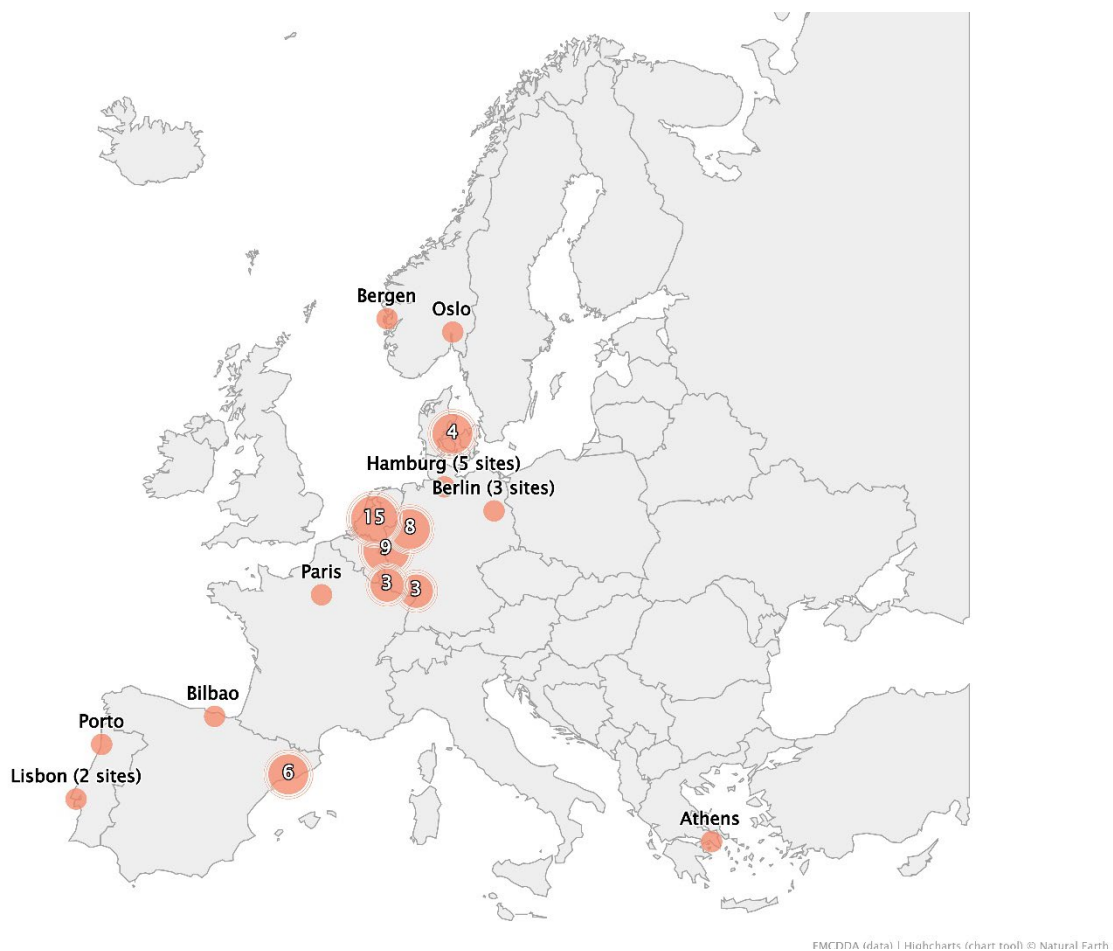 Bergen
Oslo
4
Hamburg (5 sites)
Berlin (3 sites)
15
8
9
Paris
3
3
Bilbao
Porto
Lisbon (2 sites)
6
Athens
EMCDDA (data) | Highcharts (chart tool) © Natural Earth